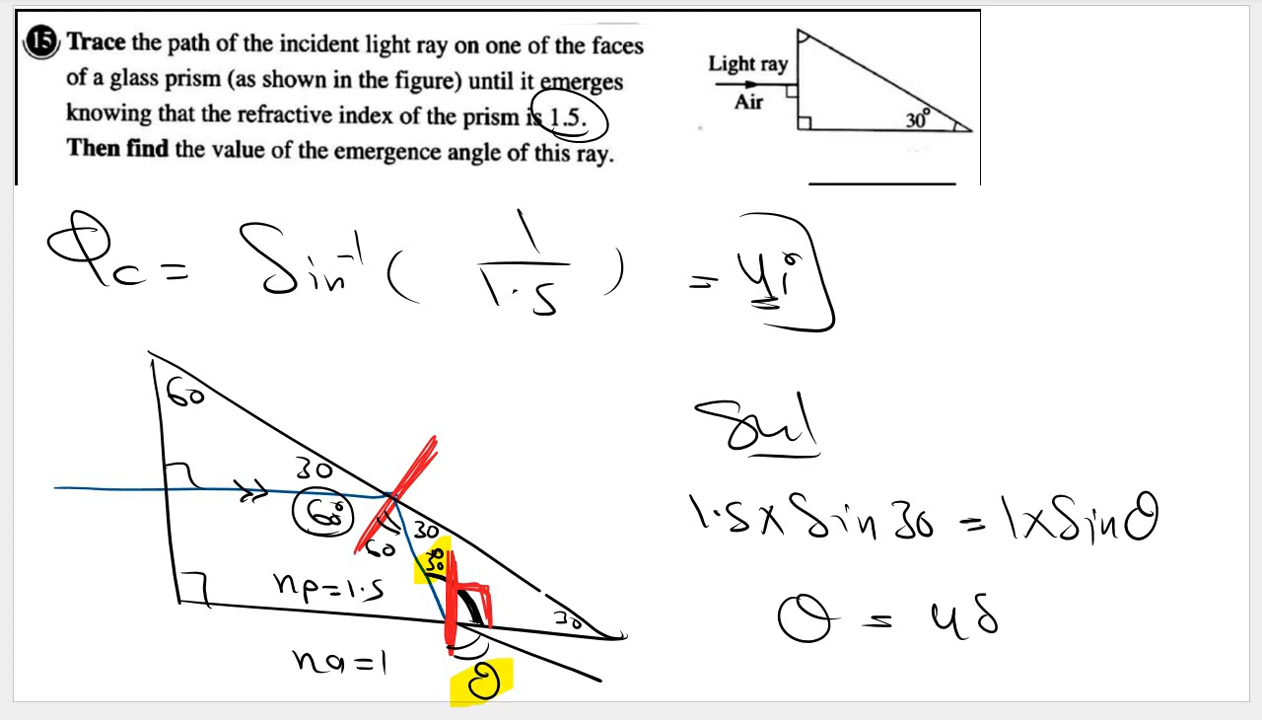 15 Trace the path of the incident light ray on one of the faces
of a glass prism (as shown in the figure) until it emerges
knowing that the refractive index of the prism is 1.5.
Then find the value of the emergence angle of this ray.
Light ray
Air
30°
Φc = Sin⁻¹ ( 1/1.5 ) = 41°
60
30
60°
60
30
30
30
np=1.5
na=1
θ
1.5 x Sin 30 = 1 x Sin θ
θ = 48